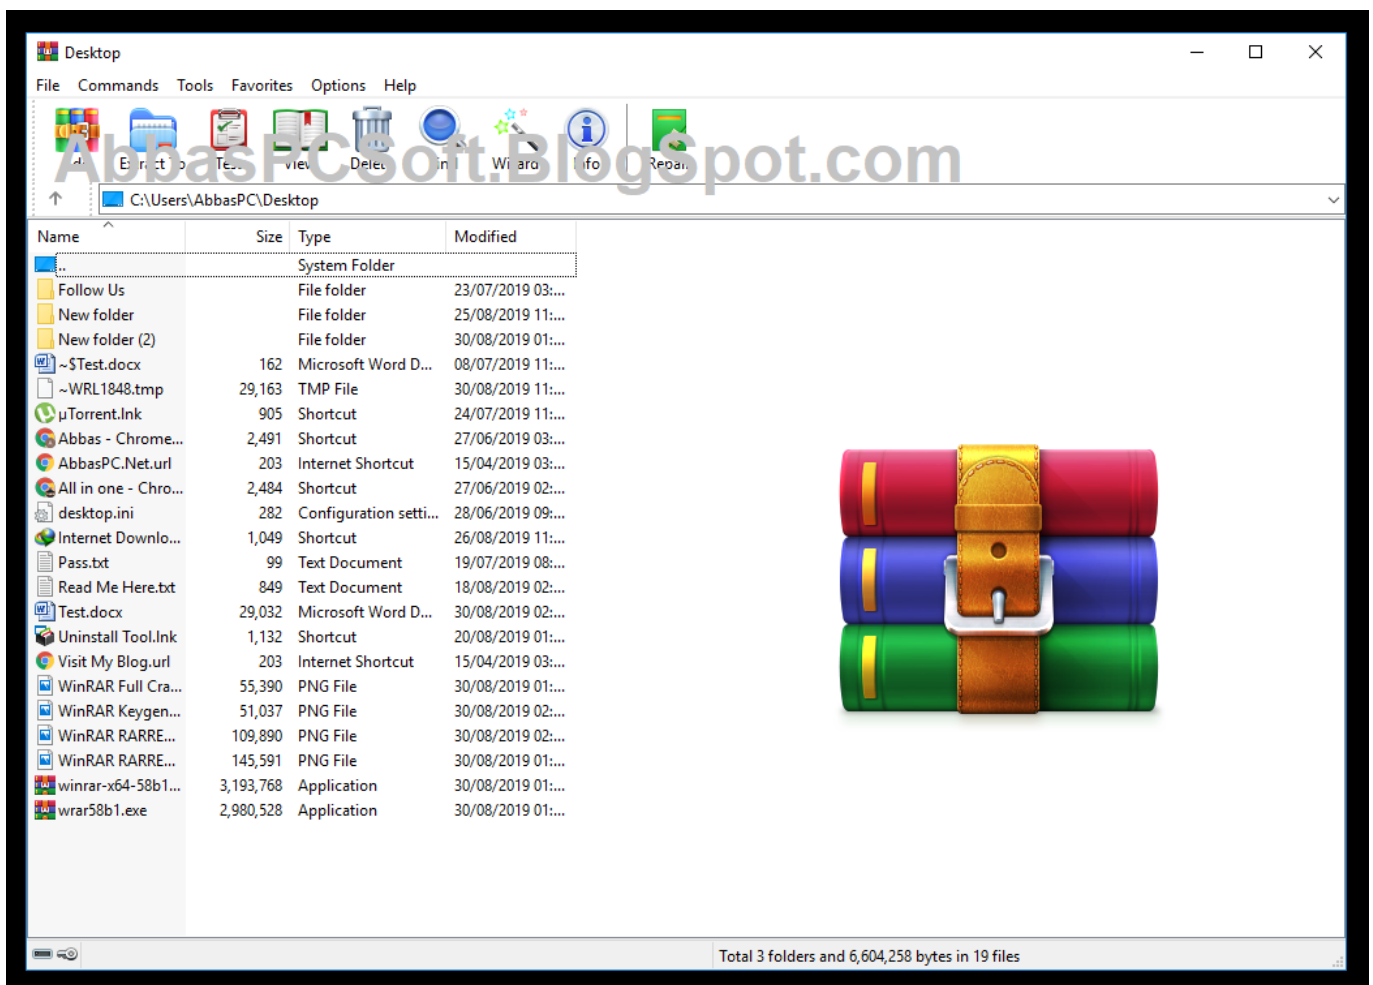 Desktop
File Commands Tools Favorites Options Help
AbbasPCSoft.BlogSpot.com
Extract To Test View Delete Find Wizard Info Repair
C:\Users\AbbasPC\Desktop
Name Size Type Modified
.. System Folder
Follow Us File folder 23/07/2019 03:...
New folder File folder 25/08/2019 11:...
New folder (2) File folder 30/08/2019 01:...
~$Test.docx 162 Microsoft Word D... 08/07/2019 11:...
~WRL1848.tmp 29,163 TMP File 30/08/2019 11:...
µTorrent.lnk 905 Shortcut 24/07/2019 11:...
Abbas - Chrome... 2,491 Shortcut 27/06/2019 03:...
AbbasPC.Net.url 203 Internet Shortcut 15/04/2019 03:...
All in one - Chro... 2,484 Shortcut 27/06/2019 02:...
desktop.ini 282 Configuration setti... 28/06/2019 09:...
Internet Downlo... 1,049 Shortcut 26/08/2019 11:...
Pass.txt 99 Text Document 19/07/2019 08:...
Read Me Here.txt 849 Text Document 18/08/2019 02:...
Test.docx 29,032 Microsoft Word D... 30/08/2019 02:...
Uninstall Tool.lnk 1,132 Shortcut 20/08/2019 01:...
Visit My Blog.url 203 Internet Shortcut 15/04/2019 03:...
WinRAR Full Cra... 55,390 PNG File 30/08/2019 01:...
WinRAR Keygen... 51,037 PNG File 30/08/2019 02:...
WinRAR RARRE... 109,890 PNG File 30/08/2019 02:...
WinRAR RARRE... 145,591 PNG File 30/08/2019 01:...
winrar-x64-58b1... 3,193,768 Application 30/08/2019 01:...
wrar58b1.exe 2,980,528 Application 30/08/2019 01:...
Total 3 folders and 6,604,258 bytes in 19 files